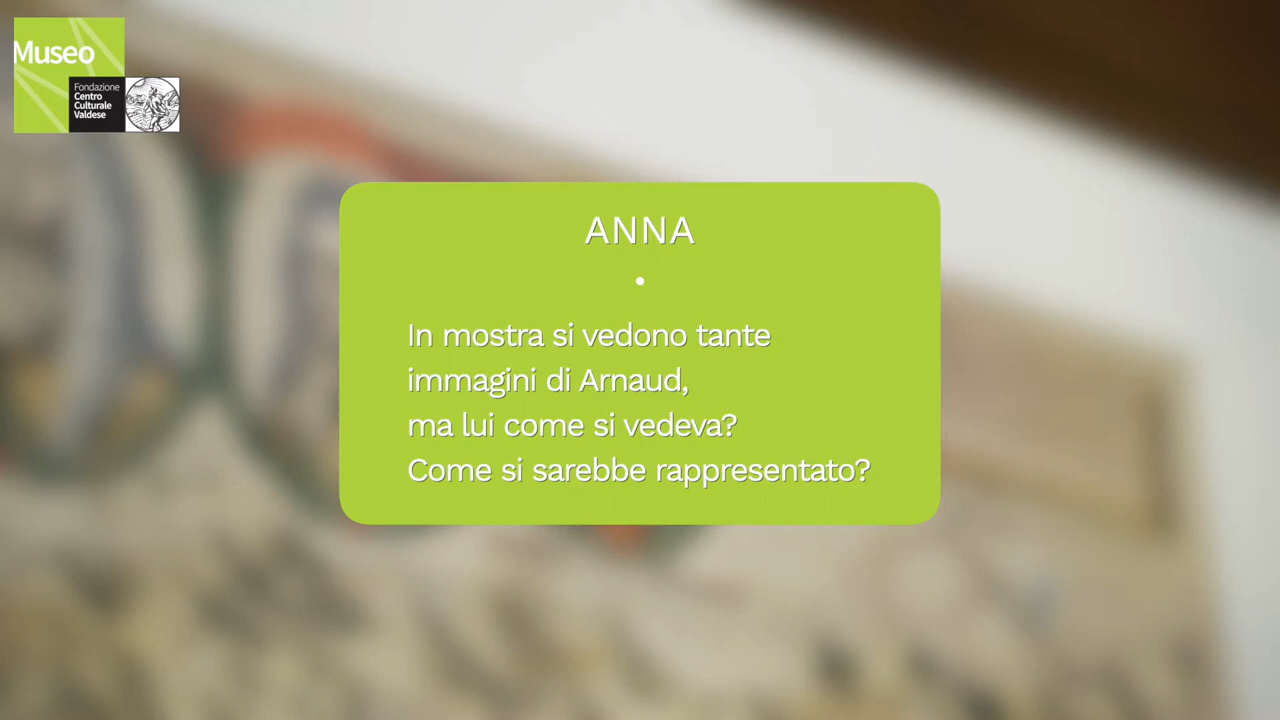 Museo
Fondazione
Centro
Culturale
Valdese
ANNA
In mostra si vedono tante
immagini di Arnaud,
ma lui come si vedeva?
Come si sarebbe rappresentato?